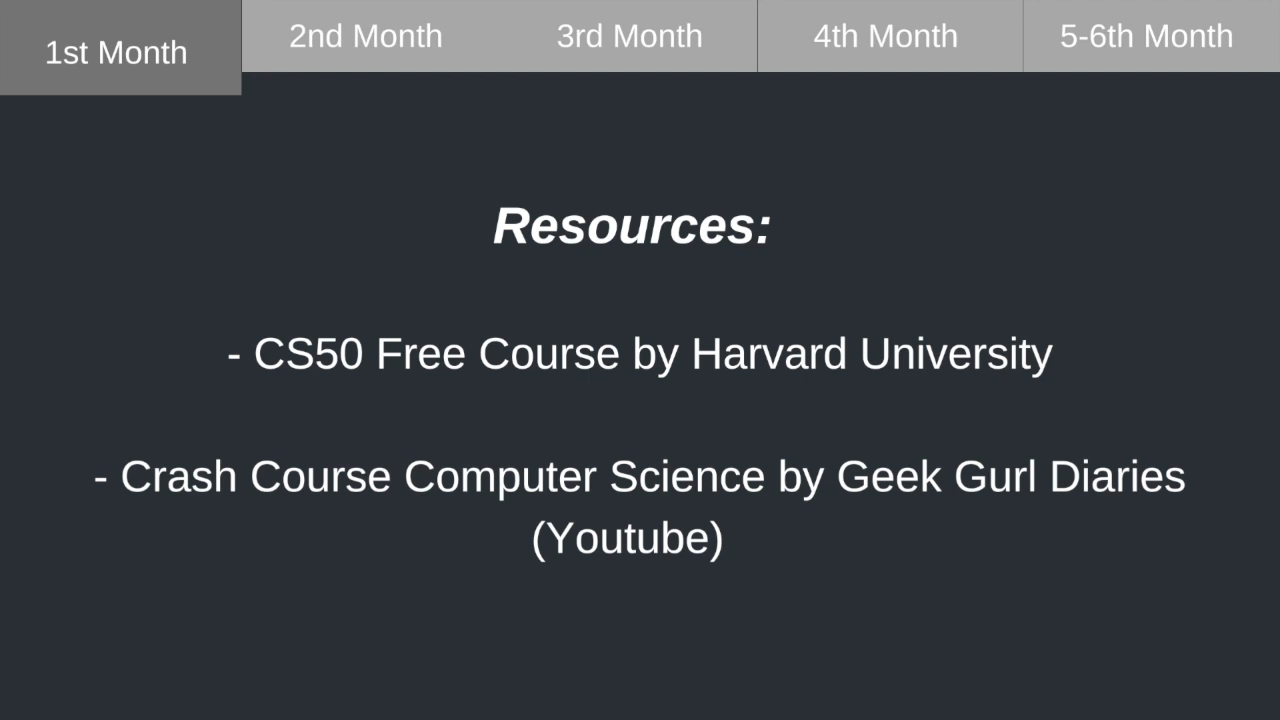 1st Month
2nd Month
3rd Month
4th Month
5-6th Month
Resources:
- CS50 Free Course by Harvard University
- Crash Course Computer Science by Geek Gurl Diaries
(Youtube)